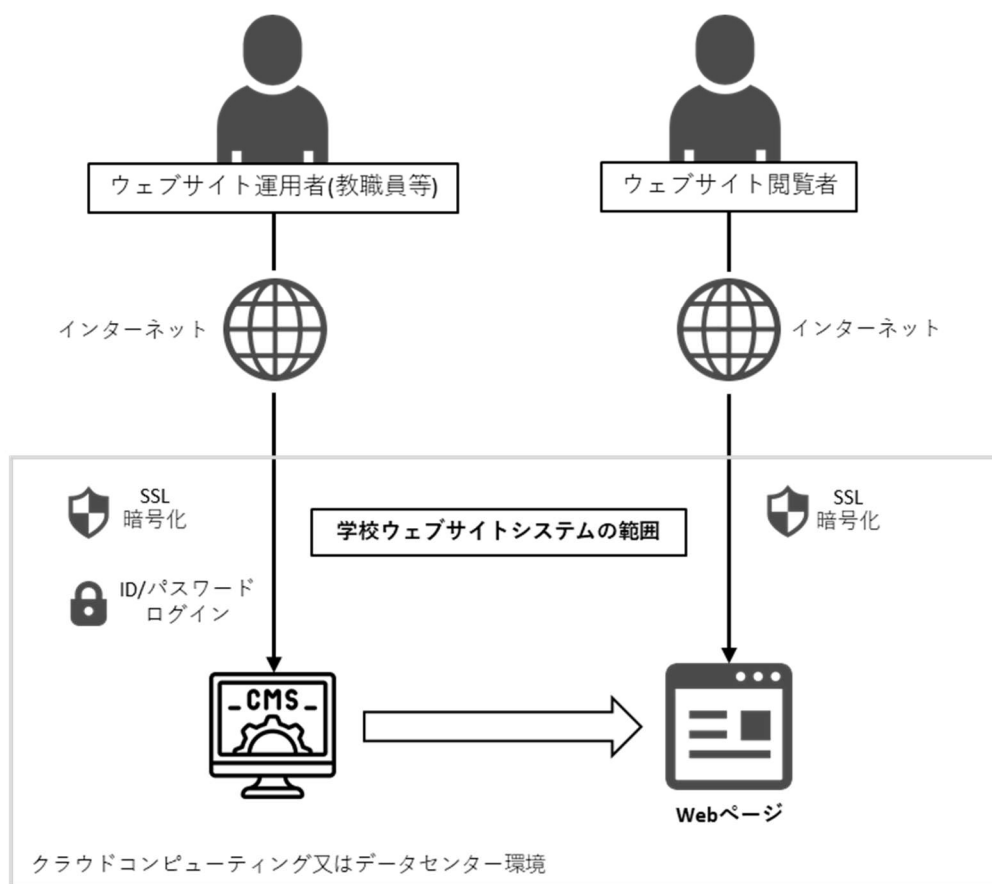 ウェブサイト運用者(教職員等)
ウェブサイト閲覧者
インターネット
インターネット
SSL
暗号化
SSL
暗号化
学校ウェブサイトシステムの範囲
ID/パスワード
ログイン
CMS
Webページ
クラウドコンピューティング又はデータセンター環境